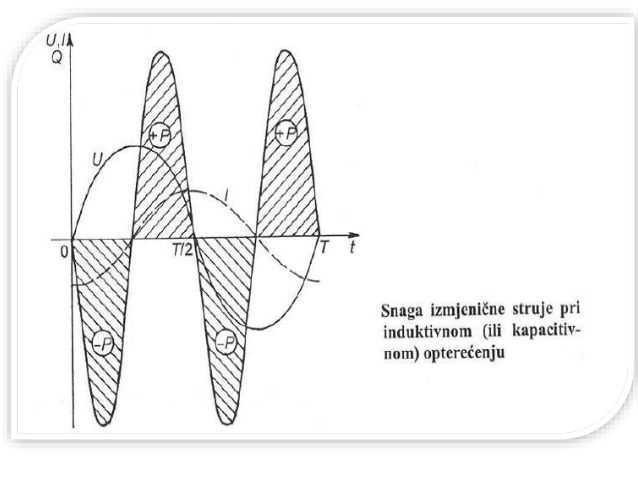 U,I
Q
+P
+P
U
I
0
T/2
T
t
-P
-P
Snaga izmjenične struje pri
induktivnom (ili kapacitiv-
nom) opterećenju